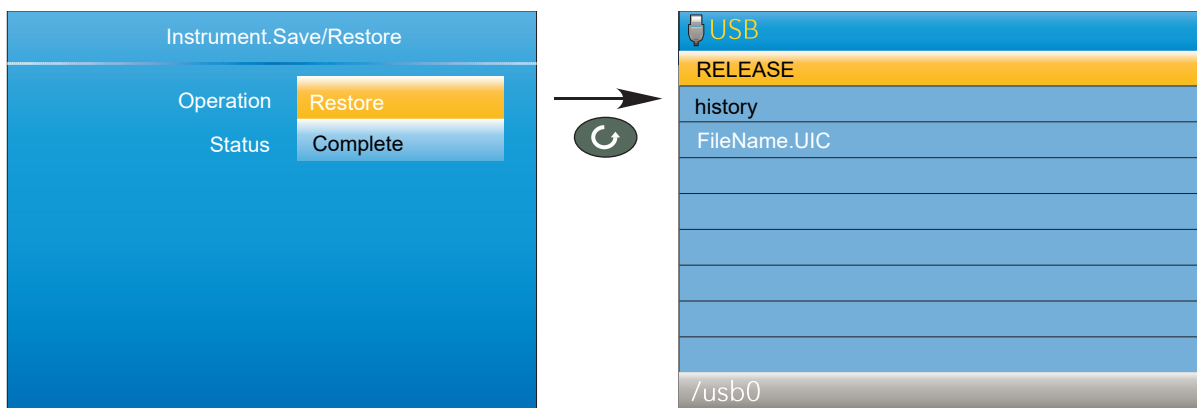 Instrument.Save/Restore
Operation Restore
Status Complete
USB
RELEASE
history
FileName.UIC
/usb0